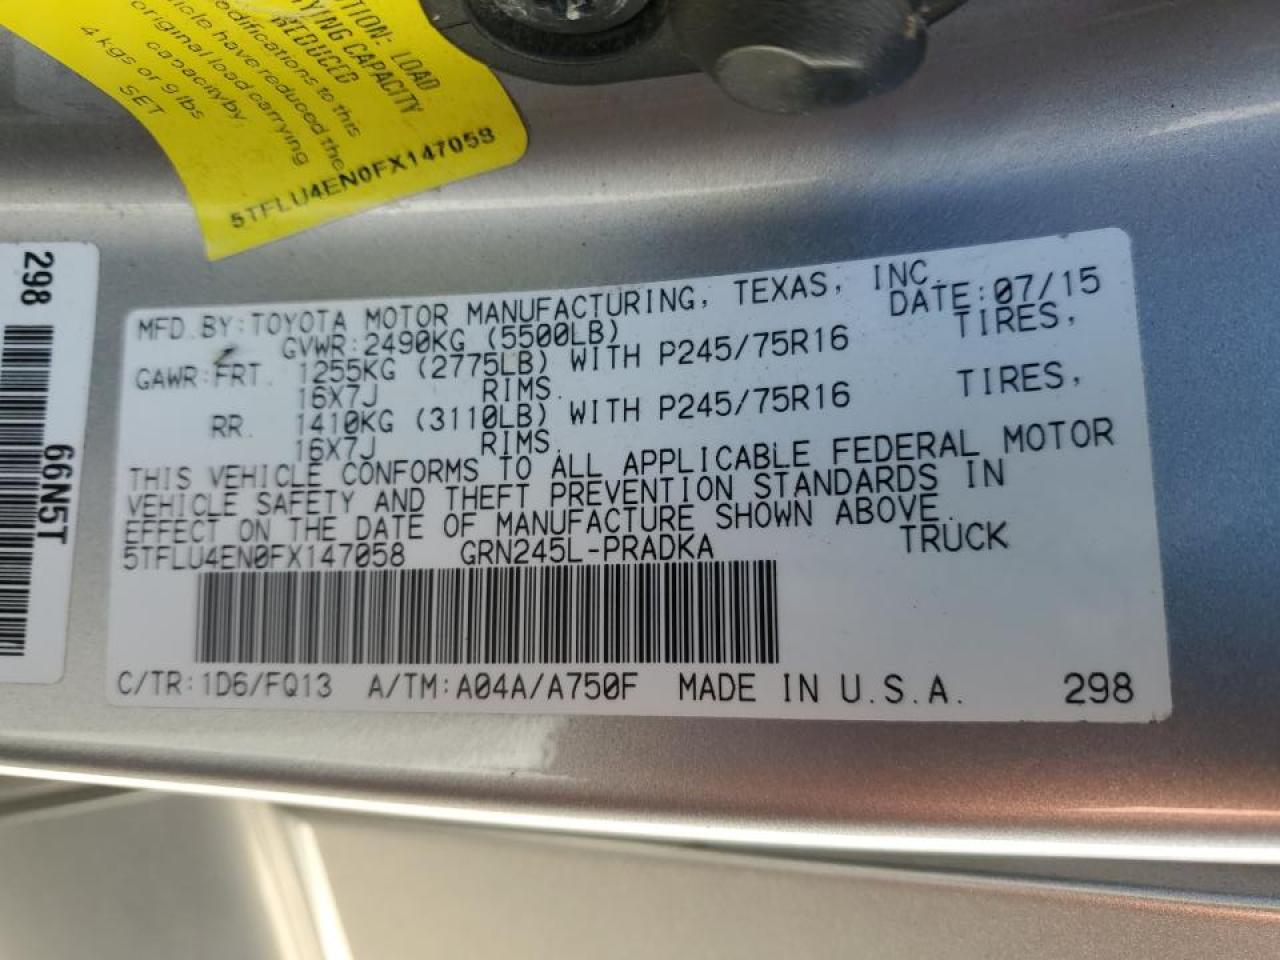 TION: LOAD
YING CAPACITY
REDUCED
odifications to this
hicle have reduced the
original load carrying
capacity by:
4 kgs or 9 lbs
SET
5TFLU4EN0FX147058
298
66N5T
MFD. BY: TOYOTA MOTOR MANUFACTURING, TEXAS, INC.
DATE: 07/15
GVWR: 2490KG (5500LB)
GAWR: FRT. 1255KG (2775LB) WITH P245/75R16 TIRES,
16X7J RIMS.
RR. 1410KG (3110LB) WITH P245/75R16 TIRES,
16X7J RIMS.
THIS VEHICLE CONFORMS TO ALL APPLICABLE FEDERAL MOTOR
VEHICLE SAFETY AND THEFT PREVENTION STANDARDS IN
EFFECT ON THE DATE OF MANUFACTURE SHOWN ABOVE.
5TFLU4EN0FX147058 GRN245L-PRADKA TRUCK
C/TR: 1D6/FQ13 A/TM: A04A/A750F MADE IN U.S.A. 298